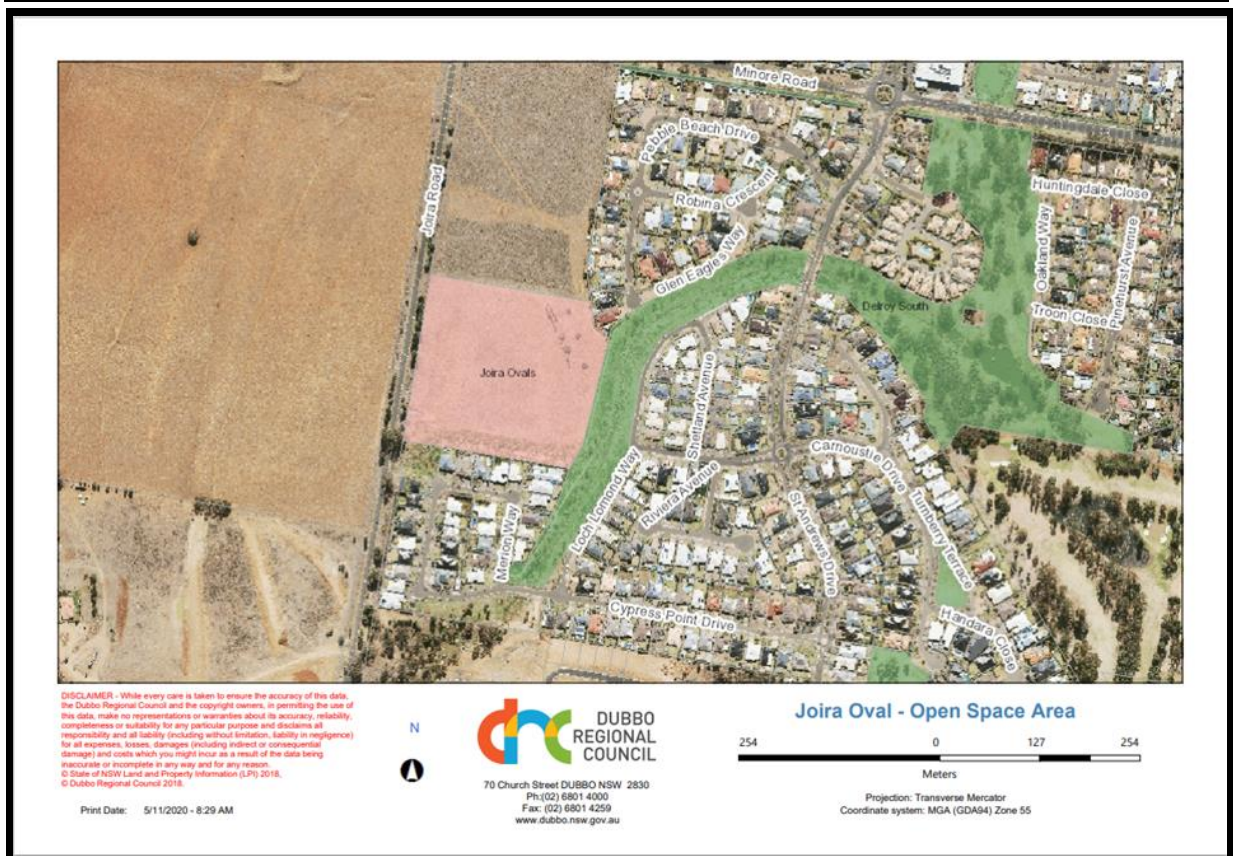 Minore Road
Pebble Beach Drive
Robina Crescent
Huntingdale Close
Joira Road
Oakland Way
Pinehurst Avenue
Glen Eagles Way
Delroy South
Troon Close
Joira Ovals
Shetland Avenue
Carnoustie Drive
Loch Lomond Way
Riviera Avenue
St Andrews Drive
Turnberry Terrace
Merion Way
Cypress Point Drive
Handara Close
DISCLAIMER - While every care is taken to ensure the accuracy of this data,
the Dubbo Regional Council and the copyright owners, in permitting the use of
this data, make no representations or warranties about its accuracy, reliability,
completeness or suitability for any particular purpose and disclaims all
responsibility and all liability (including without limitation, liability in negligence)
for all expenses, losses, damages (including indirect or consequential
damage) and costs which you might incur as a result of the data being
inaccurate or incomplete in any way and for any reason.
© State of NSW Land and Property Information (LPI) 2018.
© Dubbo Regional Council 2018.
Print Date: 5/11/2020 - 8:29 AM
N
drc
DUBBO
REGIONAL
COUNCIL
70 Church Street DUBBO NSW 2830
Ph:(02) 6801 4000
Fax: (02) 6801 4259
www.dubbo.nsw.gov.au
Joira Oval - Open Space Area
254 0 127 254
Meters
Projection: Transverse Mercator
Coordinate system: MGA (GDA94) Zone 55